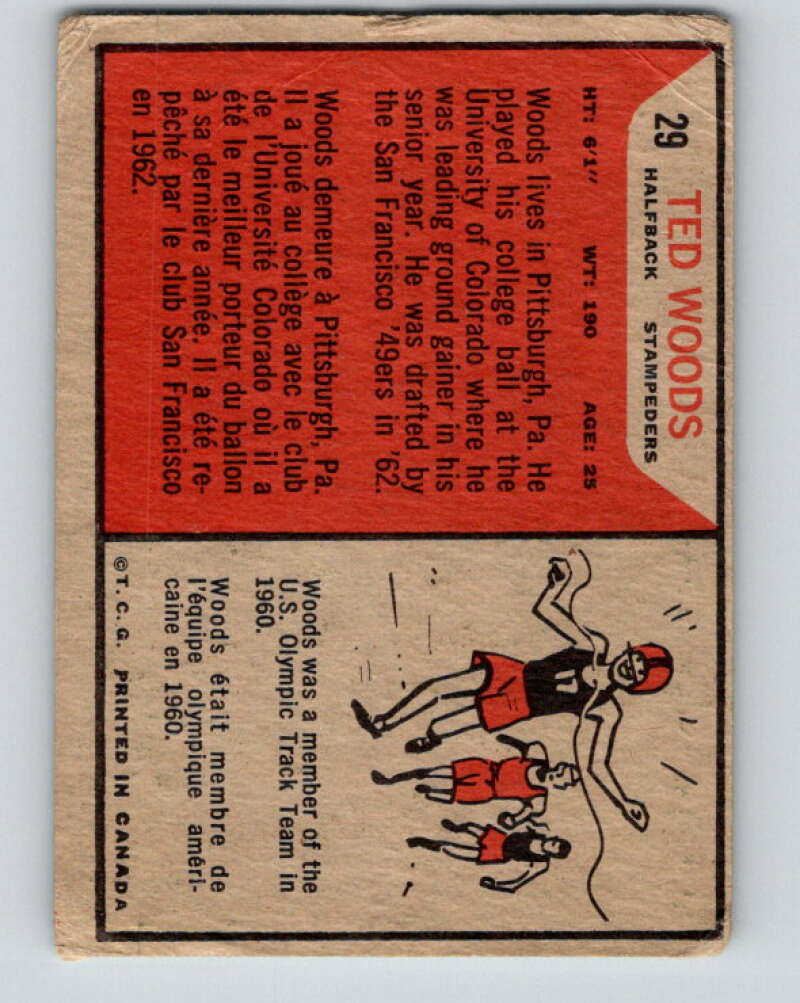 29 TED WOODS
HALFBACK STAMPEDERS
HT: 6'1" WT: 190 AGE: 25
Woods lives in Pittsburgh, Pa. He
played his college ball at the
University of Colorado where he
was leading ground gainer in his
senior year. He was drafted by
the San Francisco '49ers in '62.
Woods demeure à Pittsburgh, Pa.
Il a joué au collège avec le club
de l'Université Colorado où il a
été le meilleur porteur du ballon
à sa dernière année. Il a été re-
pêché par le club San Francisco
en 1962.
Woods was a member of the
U.S. Olympic Track Team in
1960.
Woods était membre de
l'équipe olympique améri-
caine en 1960.
©T. C. G. PRINTED IN CANADA